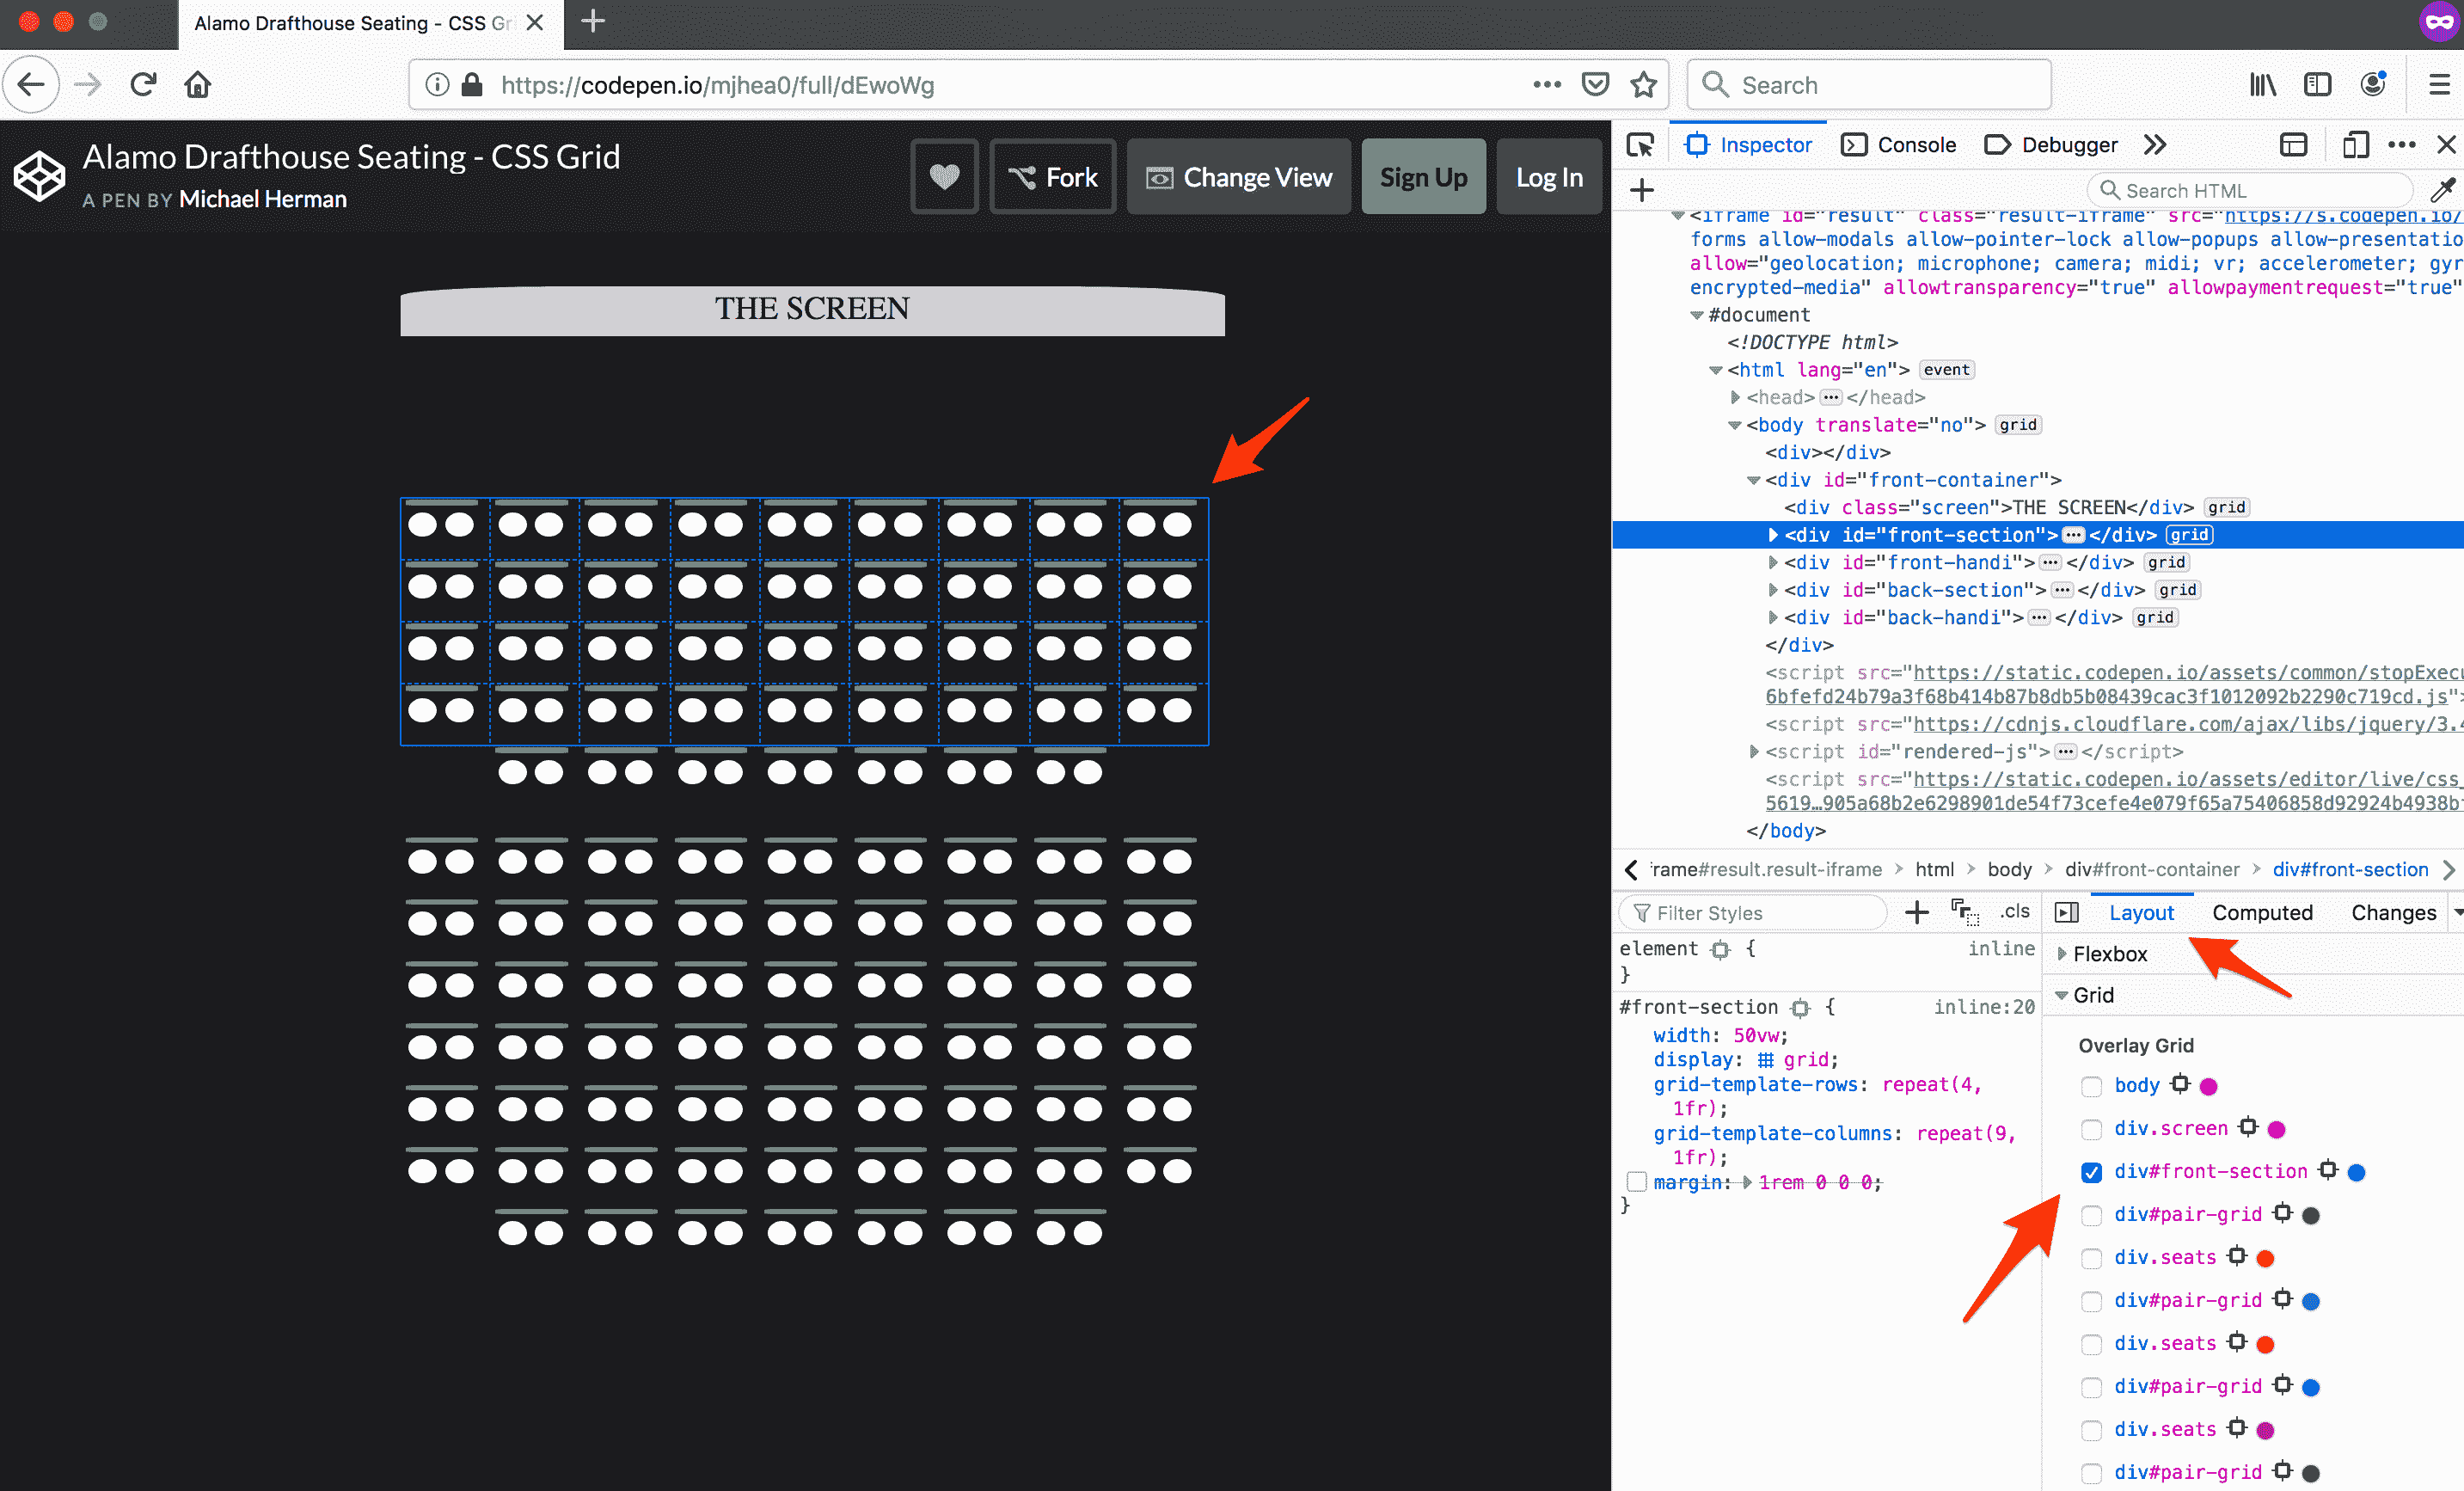 Alamo Drafthouse Seating - CSS Gri
https://codepen.io/mjhea0/full/dEwoWg
Search
Alamo Drafthouse Seating - CSS Grid
A PEN BY Michael Herman
Fork
Change View
Sign Up
Log In
THE SCREEN
Inspector
Console
Debugger
Search HTML
<iframe id="result" class="result-iframe" src="https://s.codepen.io/
forms allow-modals allow-pointer-lock allow-popups allow-presentatio
allow="geolocation; microphone; camera; midi; vr; accelerometer; gyr
encrypted-media" allowtransparency="true" allowpaymentrequest="true"
#document
<!DOCTYPE html>
<html lang="en"> event
<head> ••• </head>
<body translate="no"> grid
<div></div>
<div id="front-container">
<div class="screen">THE SCREEN</div> grid
<div id="front-section"> ••• </div> grid
<div id="front-handi"> ••• </div> grid
<div id="back-section"> ••• </div> grid
<div id="back-handi"> ••• </div> grid
</div>
<script src="https://static.codepen.io/assets/common/stopExecu
6bfefd24b79a3f68b414b87b8db5b08439cac3f1012092b2290c719cd.js"
<script src="https://cdnjs.cloudflare.com/ajax/libs/jquery/3.4
<script id="rendered-js"> ••• </script>
<script src="https://static.codepen.io/assets/editor/live/css_
5619…905a68b2e6298901de54f73cefe4e079f65a75406858d92924b4938b
</body>
rame#result.result-iframe > html > body > div#front-container > div#front-section
Filter Styles
.cls
Layout
Computed
Changes
element {
inline
}
#front-section {
inline:20
width: 50vw;
display: grid;
grid-template-rows: repeat(4,
1fr);
grid-template-columns: repeat(9,
1fr);
margin: 1rem 0 0 0;
}
Flexbox
Grid
Overlay Grid
body
div.screen
div#front-section
div#pair-grid
div.seats
div#pair-grid
div.seats
div#pair-grid
div.seats
div#pair-grid